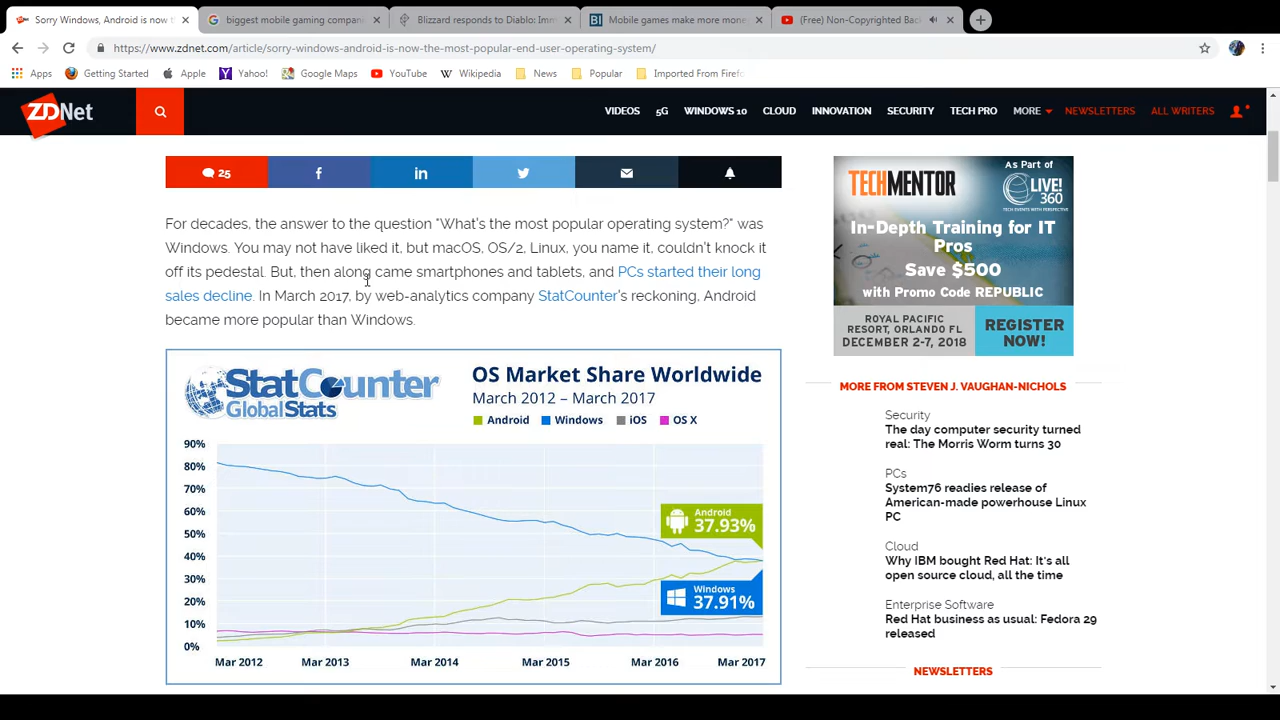 Sorry, Windows, Android is now t
biggest mobile gaming compani
Blizzard responds to Diablo: Imm
Mobile games make more mone
(Free) Non-Copyrighted Bac
https://www.zdnet.com/article/sorry-windows-android-is-now-the-most-popular-end-user-operating-system/
Apps
Getting Started
Apple
Yahoo!
Google Maps
YouTube
Wikipedia
News
Popular
Imported From Firefo
ZDNet
VIDEOS
5G
WINDOWS 10
CLOUD
INNOVATION
SECURITY
TECH PRO
MORE
NEWSLETTERS
ALL WRITERS
25
For decades, the answer to the question "What's the most popular operating system?" was
Windows. You may not have liked it, but macOS, OS/2, Linux, you name it, couldn't knock it
off its pedestal. But, then along came smartphones and tablets, and PCs started their long
sales decline. In March 2017, by web-analytics company StatCounter's reckoning, Android
became more popular than Windows.
StatCounter
GlobalStats
OS Market Share Worldwide
March 2012 – March 2017
Android
Windows
iOS
OS X
90%
80%
70%
60%
50%
40%
30%
20%
10%
0%
Android
37.93%
Windows
37.91%
Mar 2012
Mar 2013
Mar 2014
Mar 2015
Mar 2016
Mar 2017
As Part of
TECHMENTOR
LIVE!
360
TECH EVENTS WITH PERSPECTIVE
In-Depth Training for IT
Pros
Save $500
with Promo Code REPUBLIC
ROYAL PACIFIC
RESORT, ORLANDO FL
DECEMBER 2-7, 2018
REGISTER
NOW!
MORE FROM STEVEN J. VAUGHAN-NICHOLS
Security
The day computer security turned
real: The Morris Worm turns 30
PCs
System76 readies release of
American-made powerhouse Linux
PC
Cloud
Why IBM bought Red Hat: It's all
open source cloud, all the time
Enterprise Software
Red Hat business as usual: Fedora 29
released
NEWSLETTERS